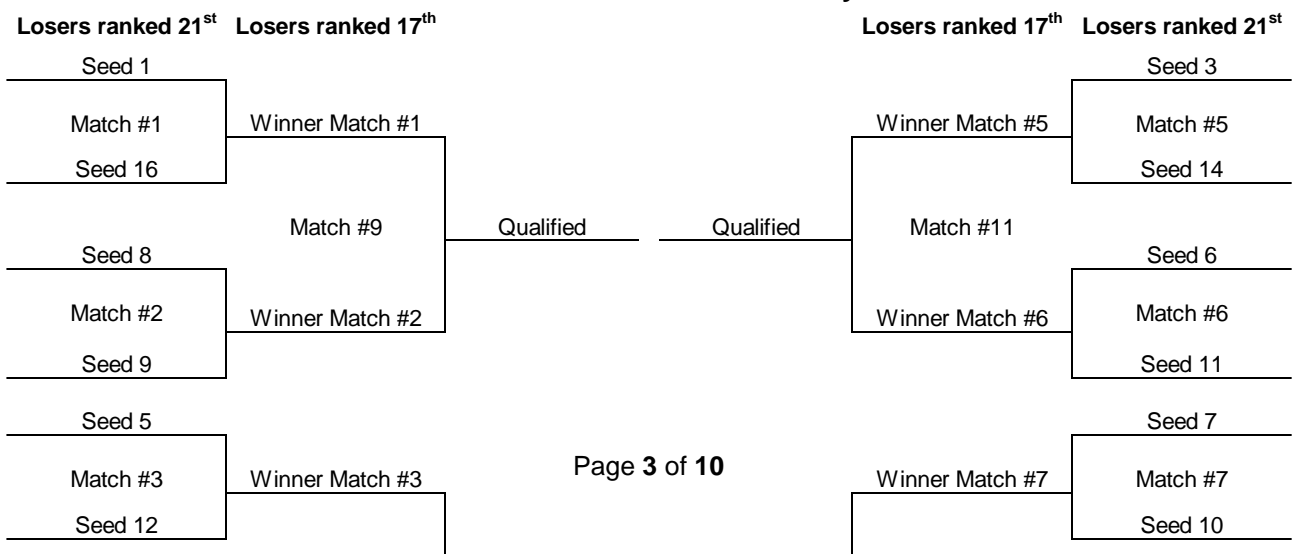 Losers ranked 21st Losers ranked 17th Losers ranked 17th Losers ranked 21st
Seed 1 Seed 3
Match #1 Winner Match #1 Winner Match #5 Match #5
Seed 16 Seed 14
Match #9 Qualified Qualified Match #11
Seed 8 Seed 6
Match #2 Winner Match #2 Winner Match #6 Match #6
Seed 9 Seed 11
Seed 5 Seed 7
Page 3 of 10
Match #3 Winner Match #3 Winner Match #7 Match #7
Seed 12 Seed 10